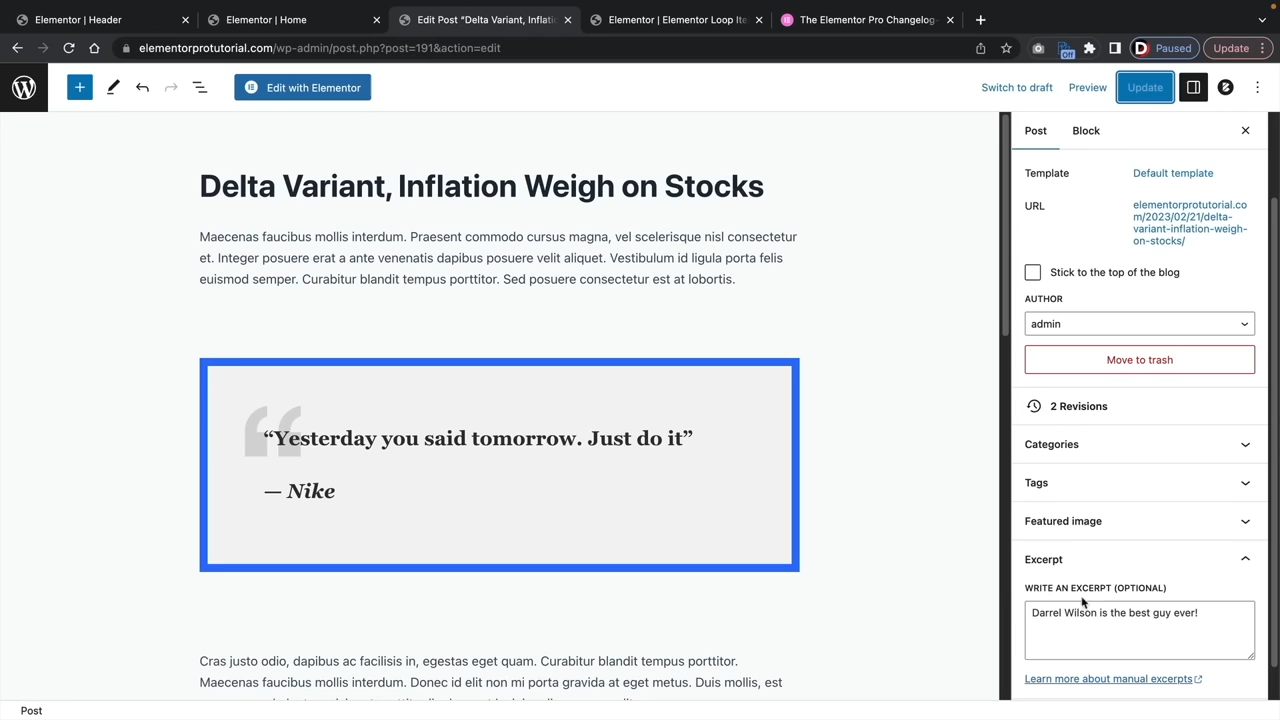 Elementor | Header
Elementor | Home
Edit Post "Delta Variant, Inflatio
Elementor | Elementor Loop Ite
The Elementor Pro Changelog-
elementorprotutorial.com/wp-admin/post.php?post=191&action=edit
Off
Paused
Update
Edit with Elementor
Switch to draft
Preview
Update
Post
Block
Delta Variant, Inflation Weigh on Stocks
Maecenas faucibus mollis interdum. Praesent commodo cursus magna, vel scelerisque nisl consectetur
et. Integer posuere erat a ante venenatis dapibus posuere velit aliquet. Vestibulum id ligula porta felis
euismod semper. Curabitur blandit tempus porttitor. Sed posuere consectetur est at lobortis.
“Yesterday you said tomorrow. Just do it”
— Nike
Cras justo odio, dapibus ac facilisis in, egestas eget quam. Curabitur blandit tempus porttitor.
Maecenas faucibus mollis interdum. Donec id elit non mi porta gravida at eget metus. Duis mollis, est
Template
Default template
URL
elementorprotutorial.co
m/2023/02/21/delta-
variant-inflation-weigh-
on-stocks/
Stick to the top of the blog
AUTHOR
admin
Move to trash
2 Revisions
Categories
Tags
Featured image
Excerpt
WRITE AN EXCERPT (OPTIONAL)
Darrel Wilson is the best guy ever!
Learn more about manual excerpts
Post